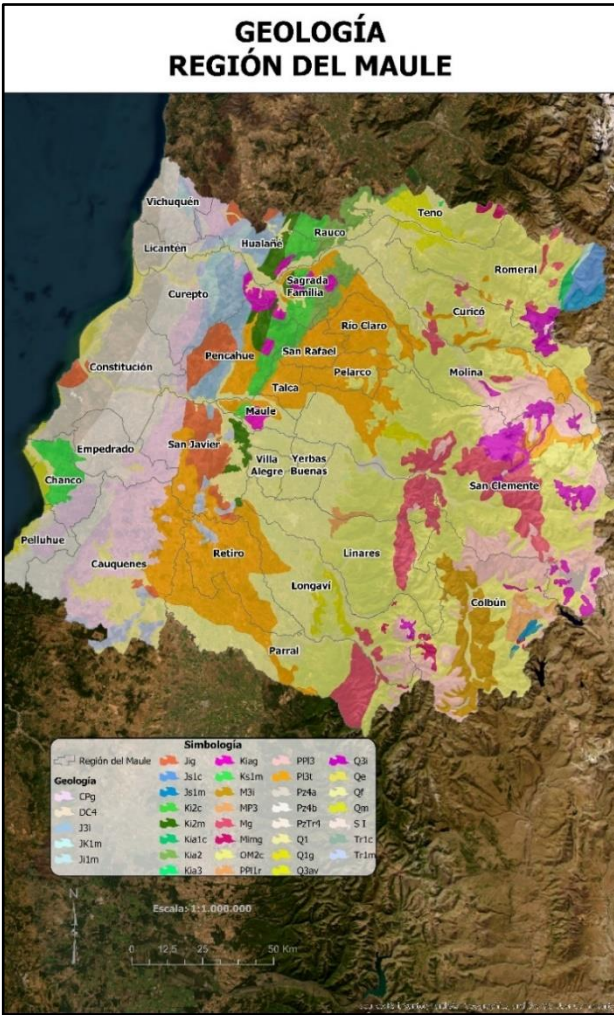 GEOLOGÍA
REGIÓN DEL MAULE
Vichuquén
Teno
Licantén
Hualañe
Rauco
Romeral
Curepto
Sagrada
Familia
Río Claro
Curicó
Constitución
Pencahue
San Rafael
Pelarco
Molina
Talca
Maule
Empedrado
San Javier
Villa
Alegre
Yerbas
Buenas
San Clemente
Chanco
Pelluhue
Cauquenes
Retiro
Linares
Longaví
Colbún
Parral
Simbología
Región del Maule
Geología
CPg
DC4
J3i
JK1m
Ji1m
Jig
Js1c
Js1m
Ki2c
Ki2m
Kia1c
Kia2
Kia3
Kiag
Ks1m
M3i
MP3
Mg
Mimg
OM2c
PPl1r
PPl3
Pl3t
Pz4a
Pz4b
PzTr4
Q1
Q1g
Q3av
Q3i
Qe
Qf
Qm
S I
Tr1c
Tr1m
N
Escala: 1:1.000.000
0 12,5 25 50 Km